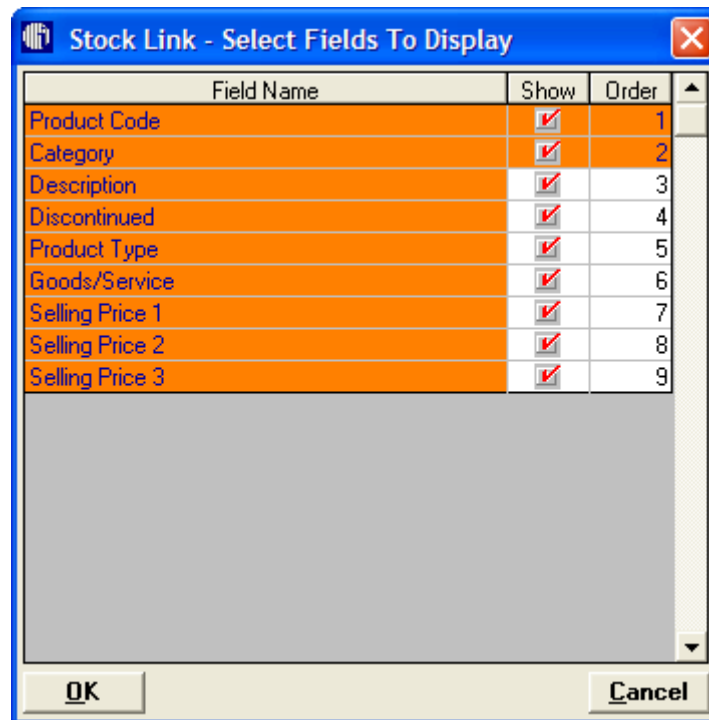 Stock Link - Select Fields To Display
Field Name Show Order
Product Code 1
Category 2
Description 3
Discontinued 4
Product Type 5
Goods/Service 6
Selling Price 1 7
Selling Price 2 8
Selling Price 3 9
OK Cancel